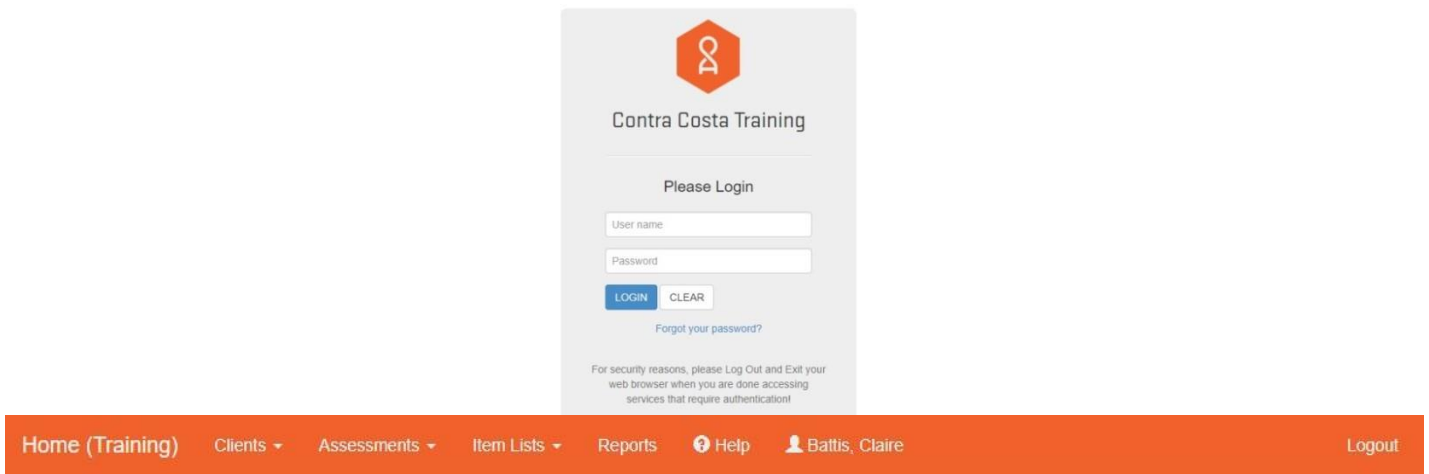 Contra Costa Training
Please Login
User name
Password
LOGIN CLEAR
Forgot your password?
For security reasons, please Log Out and Exit your
web browser when you are done accessing
services that require authentication!
Home (Training) Clients Assessments Item Lists Reports Help Battis, Claire Logout